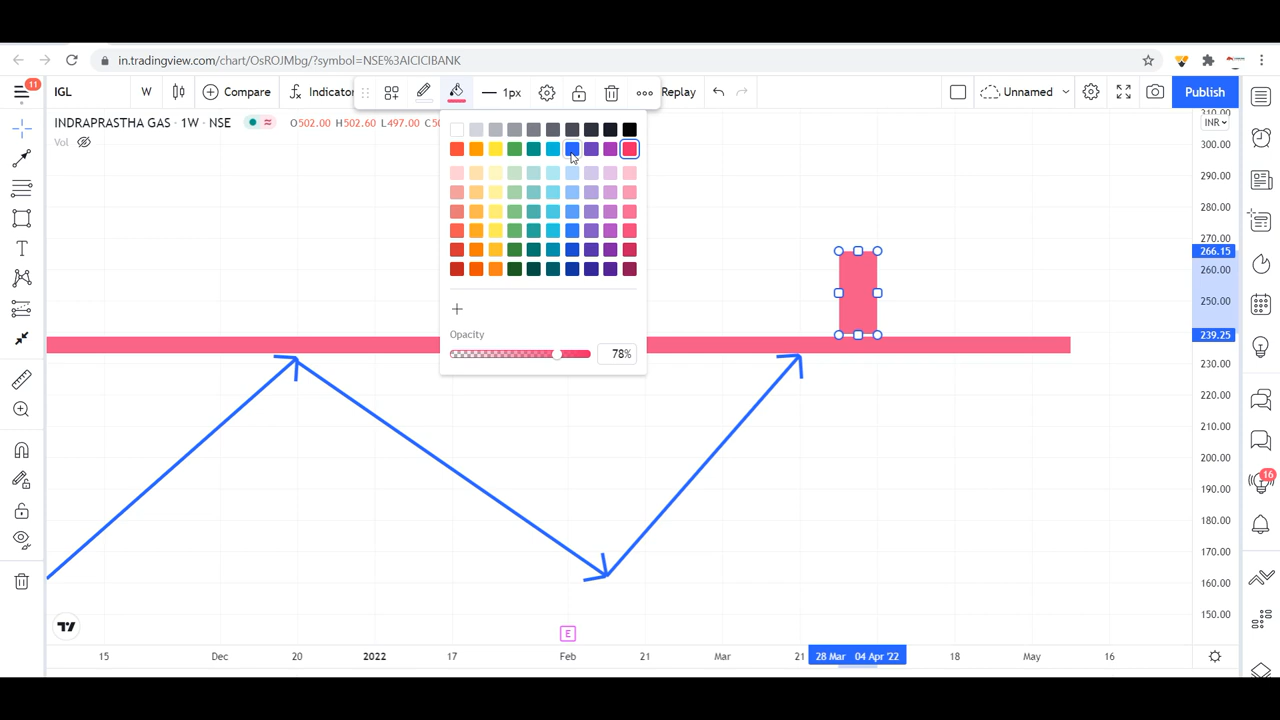 in.tradingview.com/chart/OsROJMbg/?symbol=NSE%3AICICIBANK
11
IGL
W
Compare
Indicator
1px
Replay
Unnamed
Publish
INDRAPRASTHA GAS · 1W · NSE
O502.00 H502.60 L497.00 C50
INR
Vol
300.00
290.00
280.00
270.00
266.15
260.00
250.00
239.25
230.00
220.00
210.00
200.00
190.00
180.00
170.00
160.00
150.00
Opacity
78%
16
E
15
Dec
20
2022
17
Feb
21
Mar
21
28 Mar
04 Apr '22
18
May
16